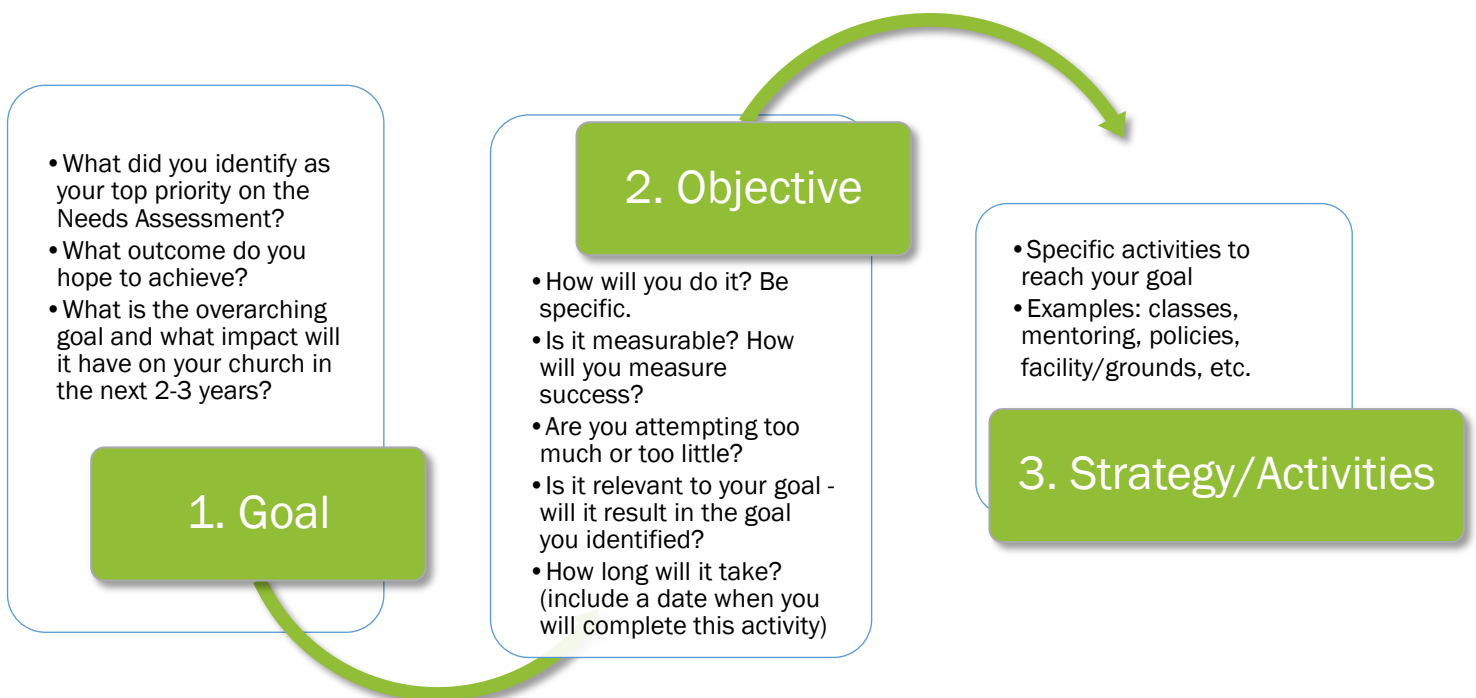 •What did you identify as
your top priority on the
Needs Assessment?
•What outcome do you
hope to achieve?
•What is the overarching
goal and what impact will
it have on your church in
the next 2-3 years?
1. Goal
2. Objective
•How will you do it? Be
specific.
•Is it measurable? How
will you measure
success?
•Are you attempting too
much or too little?
•Is it relevant to your goal -
will it result in the goal
you identified?
•How long will it take?
(include a date when you
will complete this activity)
•Specific activities to
reach your goal
•Examples: classes,
mentoring, policies,
facility/grounds, etc.
3. Strategy/Activities